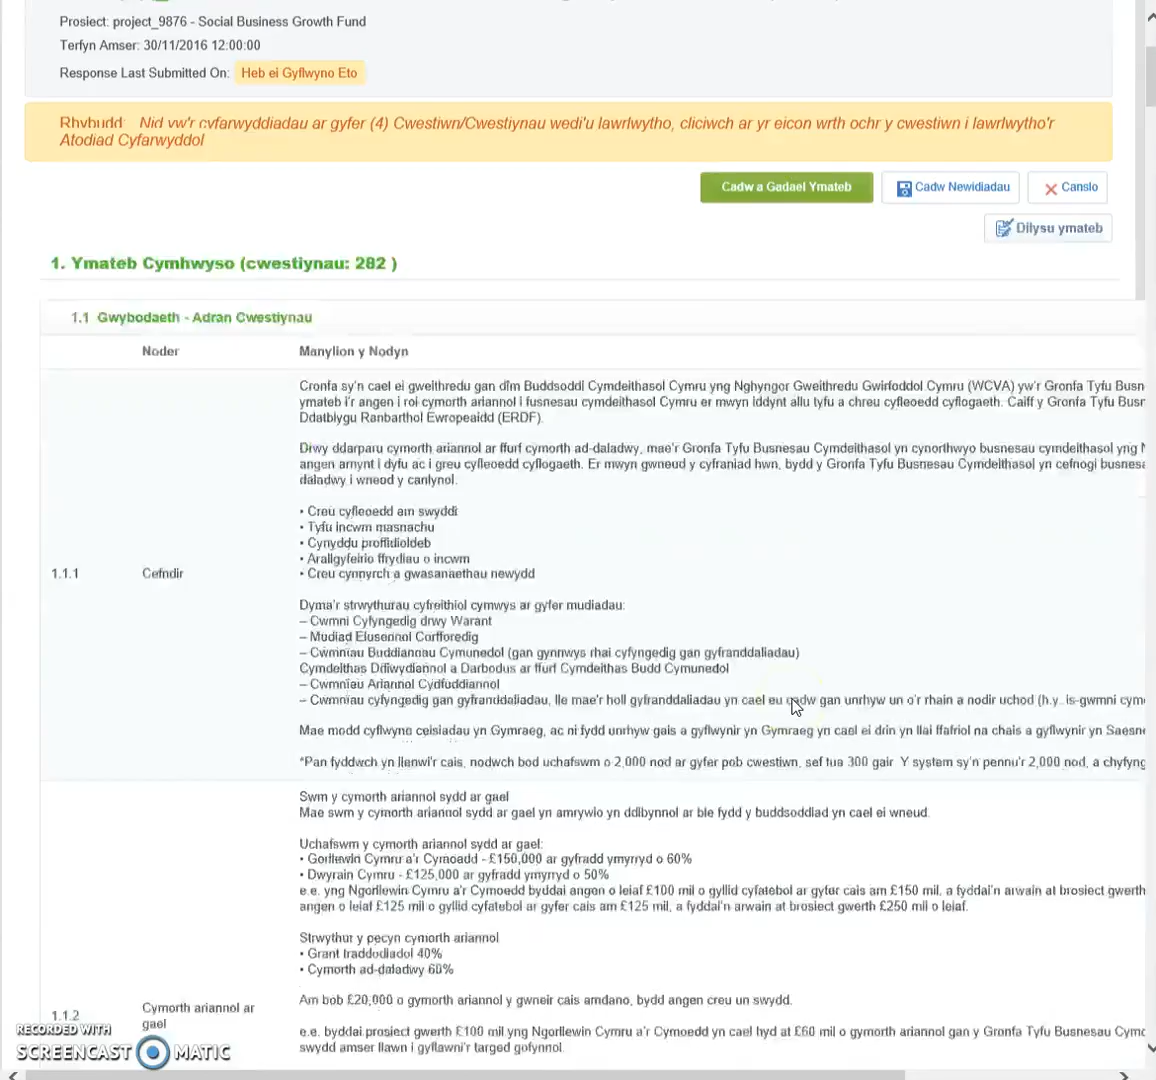 Prosiect: project_9876 - Social Business Growth Fund
Terfyn Amser: 30/11/2016 12:00:00
Response Last Submitted On: Heb ei Gyflwyno Eto
Rhybudd: Nid yw'r cyfarwyddiadau ar gyfer (4) Cwestiwn/Cwestiynau wedi'u lawrlwytho, cliciwch ar yr eicon wrth ochr y cwestiwn i lawrlwytho'r
Atodiad Cyfarwyddol
Cadw a Gadael Ymateb
Cadw Newidiadau
Canslo
Dilysu ymateb
1. Ymateb Cymhwyso (cwestiynau: 282 )
1.1 Gwybodaeth - Adran Cwestiynau
Noder
Manylion y Nodyn
Cronfa sy'n cael ei gweithredu gan dîm Buddsoddi Cymdeithasol Cymru yng Nghyngor Gweithredu Gwirfoddol Cymru (WCVA) yw'r Gronfa Tyfu Busn
ymateb i'r angen i roi cymorth ariannol i fusnesau cymdeithasol Cymru er mwyn iddynt allu tyfu a chreu cyfleoedd cyflogaeth. Caiff y Gronfa Tyfu Busn
Ddatblygu Ranbarthol Ewropeaidd (ERDF).
Drwy ddarparu cymorth ariannol ar ffurf cymorth ad-daladwy, mae'r Gronfa Tyfu Busnesau Cymdeithasol yn cynorthwyo busnesau cymdeithasol yng N
angen arnynt i dyfu ac i greu cyfleoedd cyflogaeth. Er mwyn gwneud y cyfraniad hwn, bydd y Gronfa Tyfu Busnesau Cymdeithasol yn cefnogi busnesa
daladwy i wneud y canlynol.
• Creu cyfleoedd am swyddi
• Tyfu incwm masnachu
• Cynyddu proffidioldeb
• Arallgyfeirio ffrydiau o incwm
• Creu cynnyrch a gwasanaethau newydd
1.1.1
Cefndir
Dyma'r strwythurau cyfreithiol cymwys ar gyfer mudiadau:
– Cwmni Cyfyngedig drwy Warant
– Mudiad Elusennol Corfforedig
– Cwmnïau Buddiannau Cymunedol (gan gynnwys rhai cyfyngedig gan gyfranddaliadau)
Cymdeithas Ddiwydiannol a Darbodus ar ffurf Cymdeithas Budd Cymunedol
– Cwmnïau Ariannol Cydfuddiannol
– Cwmnïau cyfyngedig gan gyfranddaliadau, lle mae'r holl gyfranddaliadau yn cael eu cadw gan unrhyw un o'r rhain a nodir uchod (h.y. is-gwmni cyme
Mae modd cyflwyno ceisiadau yn Gymraeg, ac ni fydd unrhyw gais a gyflwynir yn Gymraeg yn cael ei drin yn llai ffafriol na chais a gyflwynir yn Saesne
*Pan fyddwch yn llenwi'r cais, nodwch bod uchafswm o 2,000 nod ar gyfer pob cwestiwn, sef tua 300 gair. Y system sy'n pennu'r 2,000 nod, a chyfyng
Swm y cymorth ariannol sydd ar gael
Mae swm y cymorth ariannol sydd ar gael yn amrywio yn ddibynnol ar ble fydd y buddsoddiad yn cael ei wneud.
Uchafswm y cymorth ariannol sydd ar gael:
• Gorllewin Cymru a'r Cymoedd - £150,000 ar gyfradd ymyrryd o 60%
• Dwyrain Cymru - £125,000 ar gyfradd ymyrryd o 50%
e.e. yng Ngorllewin Cymru a'r Cymoedd byddai angen o leiaf £100 mil o gyllid cyfatebol ar gyfer cais am £150 mil, a fyddai'n arwain at brosiect gwerth
angen o leiaf £125 mil o gyllid cyfatebol ar gyfer cais am £125 mil, a fyddai'n arwain at brosiect gwerth £250 mil o leiaf.
Strwythur y pecyn cymorth ariannol
• Grant traddodiadol 40%
• Cymorth ad-daladwy 60%
Am bob £20,000 o gymorth ariannol y gwneir cais amdano, bydd angen creu un swydd.
1.1.2
Cymorth ariannol ar
gael
e.e. byddai prosiect gwerth £100 mil yng Ngorllewin Cymru a'r Cymoedd yn cael hyd at £60 mil o gymorth ariannol gan y Gronfa Tyfu Busnesau Cymd
swydd amser llawn i gyflawni'r targed gofynnol.
RECORDED WITH
SCREENCAST MATIC